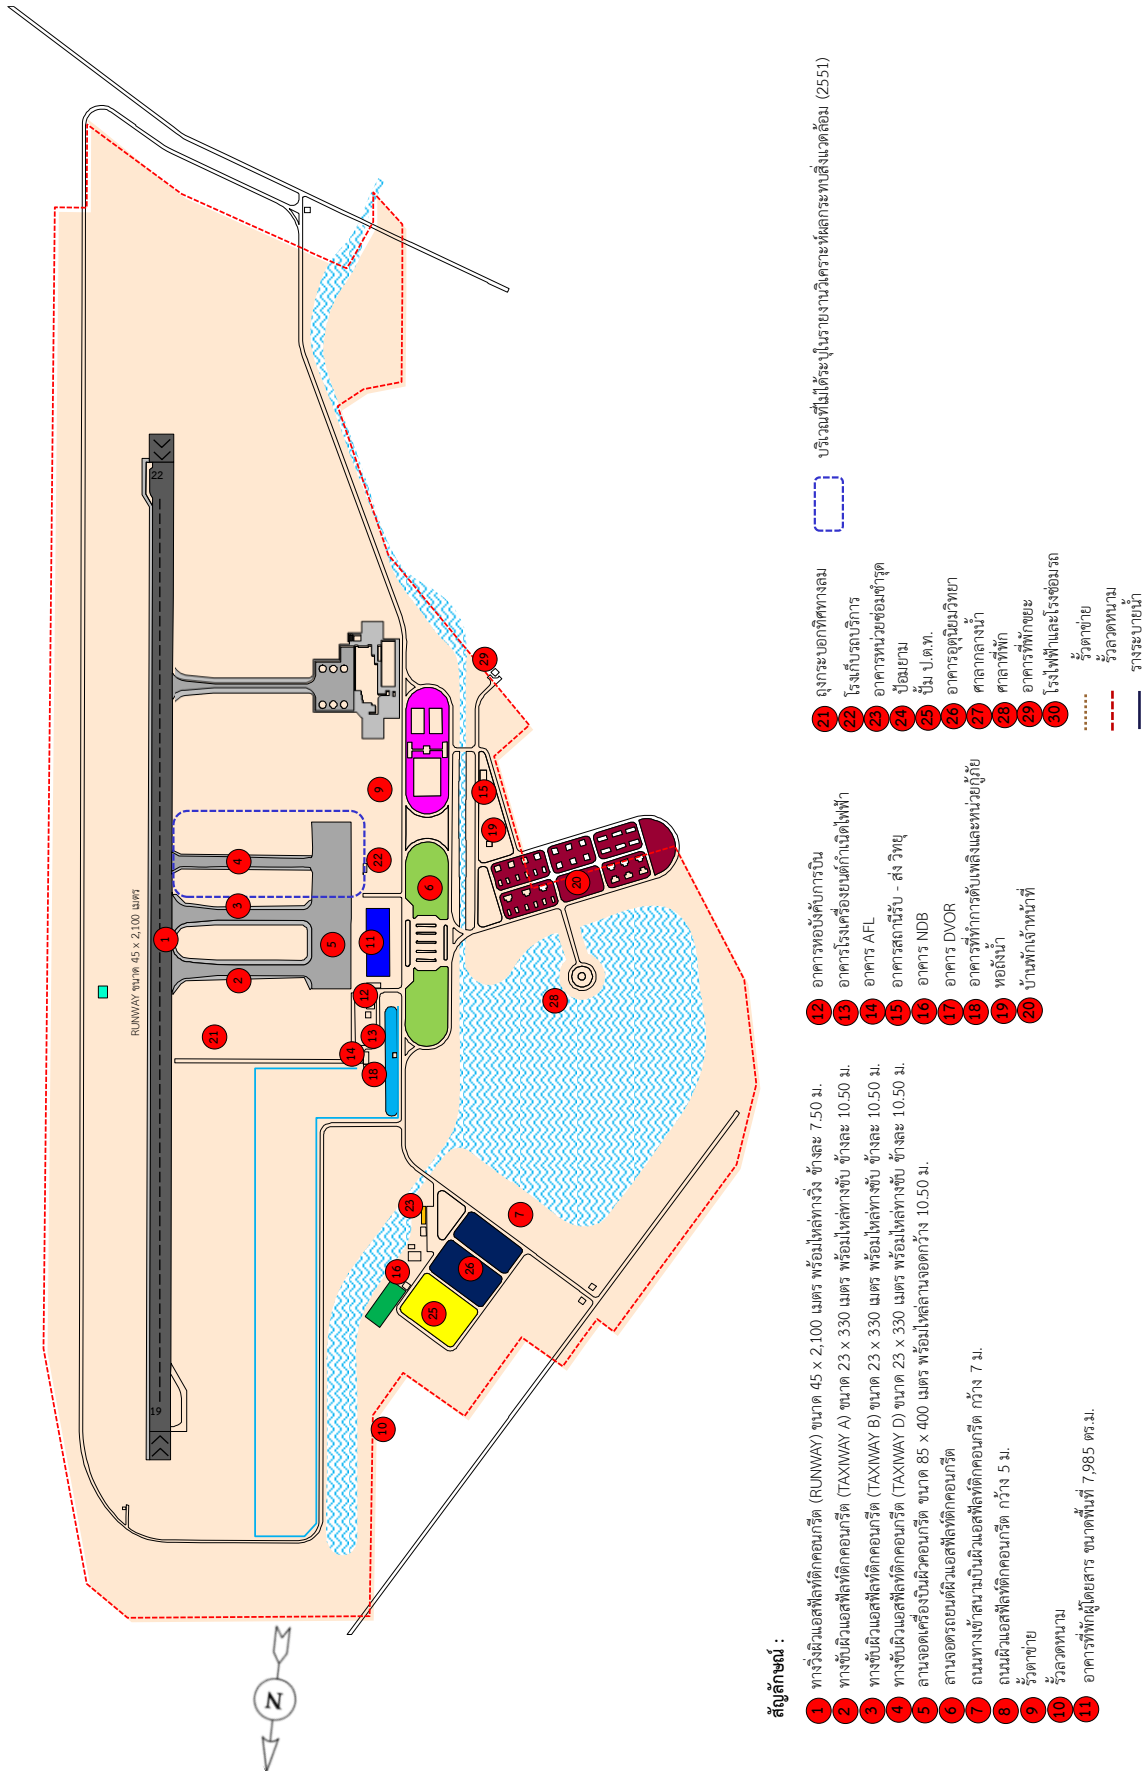 RUNWAY ขนาด 45 x 2,100 เมตร
19
22
1
2
3
4
5
6
7
9
10
11
12
13
14
15
16
18
19
20
21
22
23
25
26
28
29
N
สัญลักษณ์ :
1 ทางวิ่งผิวแอสฟัลท์ติกคอนกรีต (RUNWAY) ขนาด 45 x 2,100 เมตร พร้อมไหล่ทางวิ่ง ข้างละ 7.50 ม.
2 ทางขับผิวแอสฟัลท์ติกคอนกรีต (TAXIWAY A) ขนาด 23 x 330 เมตร พร้อมไหล่ทางขับ ข้างละ 10.50 ม.
3 ทางขับผิวแอสฟัลท์ติกคอนกรีต (TAXIWAY B) ขนาด 23 x 330 เมตร พร้อมไหล่ทางขับ ข้างละ 10.50 ม.
4 ทางขับผิวแอสฟัลท์ติกคอนกรีต (TAXIWAY D) ขนาด 23 x 330 เมตร พร้อมไหล่ทางขับ ข้างละ 10.50 ม.
5 ลานจอดเครื่องบินผิวคอนกรีต ขนาด 85 x 400 เมตร พร้อมไหล่ลานจอดกว้าง 10.50 ม.
6 ลานจอดรถยนต์ผิวแอสฟัลท์ติกคอนกรีต
7 ถนนทางเข้าสนามบินผิวแอสฟัลท์ติกคอนกรีต กว้าง 7 ม.
8 ถนนผิวแอสฟัลท์ติกคอนกรีต กว้าง 5 ม.
9 รั้วตาข่าย
10 รั้วลวดหนาม
11 อาคารที่พักผู้โดยสาร ขนาดพื้นที่ 7,985 ตร.ม.
12 อาคารหอบังคับการบิน
13 อาคารโรงเครื่องยนต์กำเนิดไฟฟ้า
14 อาคาร AFL
15 อาคารสถานีรับ - ส่ง วิทยุ
16 อาคาร NDB
17 อาคาร DVOR
18 อาคารที่ทำการดับเพลิงและหน่วยกู้ภัย
19 หอถังน้ำ
20 บ้านพักเจ้าหน้าที่
21 ถุงกระบอกทิศทางลม
22 โรงเก็บรถบริการ
23 อาคารหน่วยซ่อมชำรุด
24 ป้อมยาม
25 ปั๊ม ป.ต.ท.
26 อาคารอุตุนิยมวิทยา
27 ศาลากลางน้ำ
28 ศาลาที่พัก
29 อาคารที่พักขยะ
30 โรงไฟฟ้าและโรงซ่อมรถ
รั้วตาข่าย
รั้วลวดหนาม
รางระบายน้ำ
บริเวณที่ไม่ได้ระบุในรายงานวิเคราะห์ผลกระทบสิ่งแวดล้อม (2551)